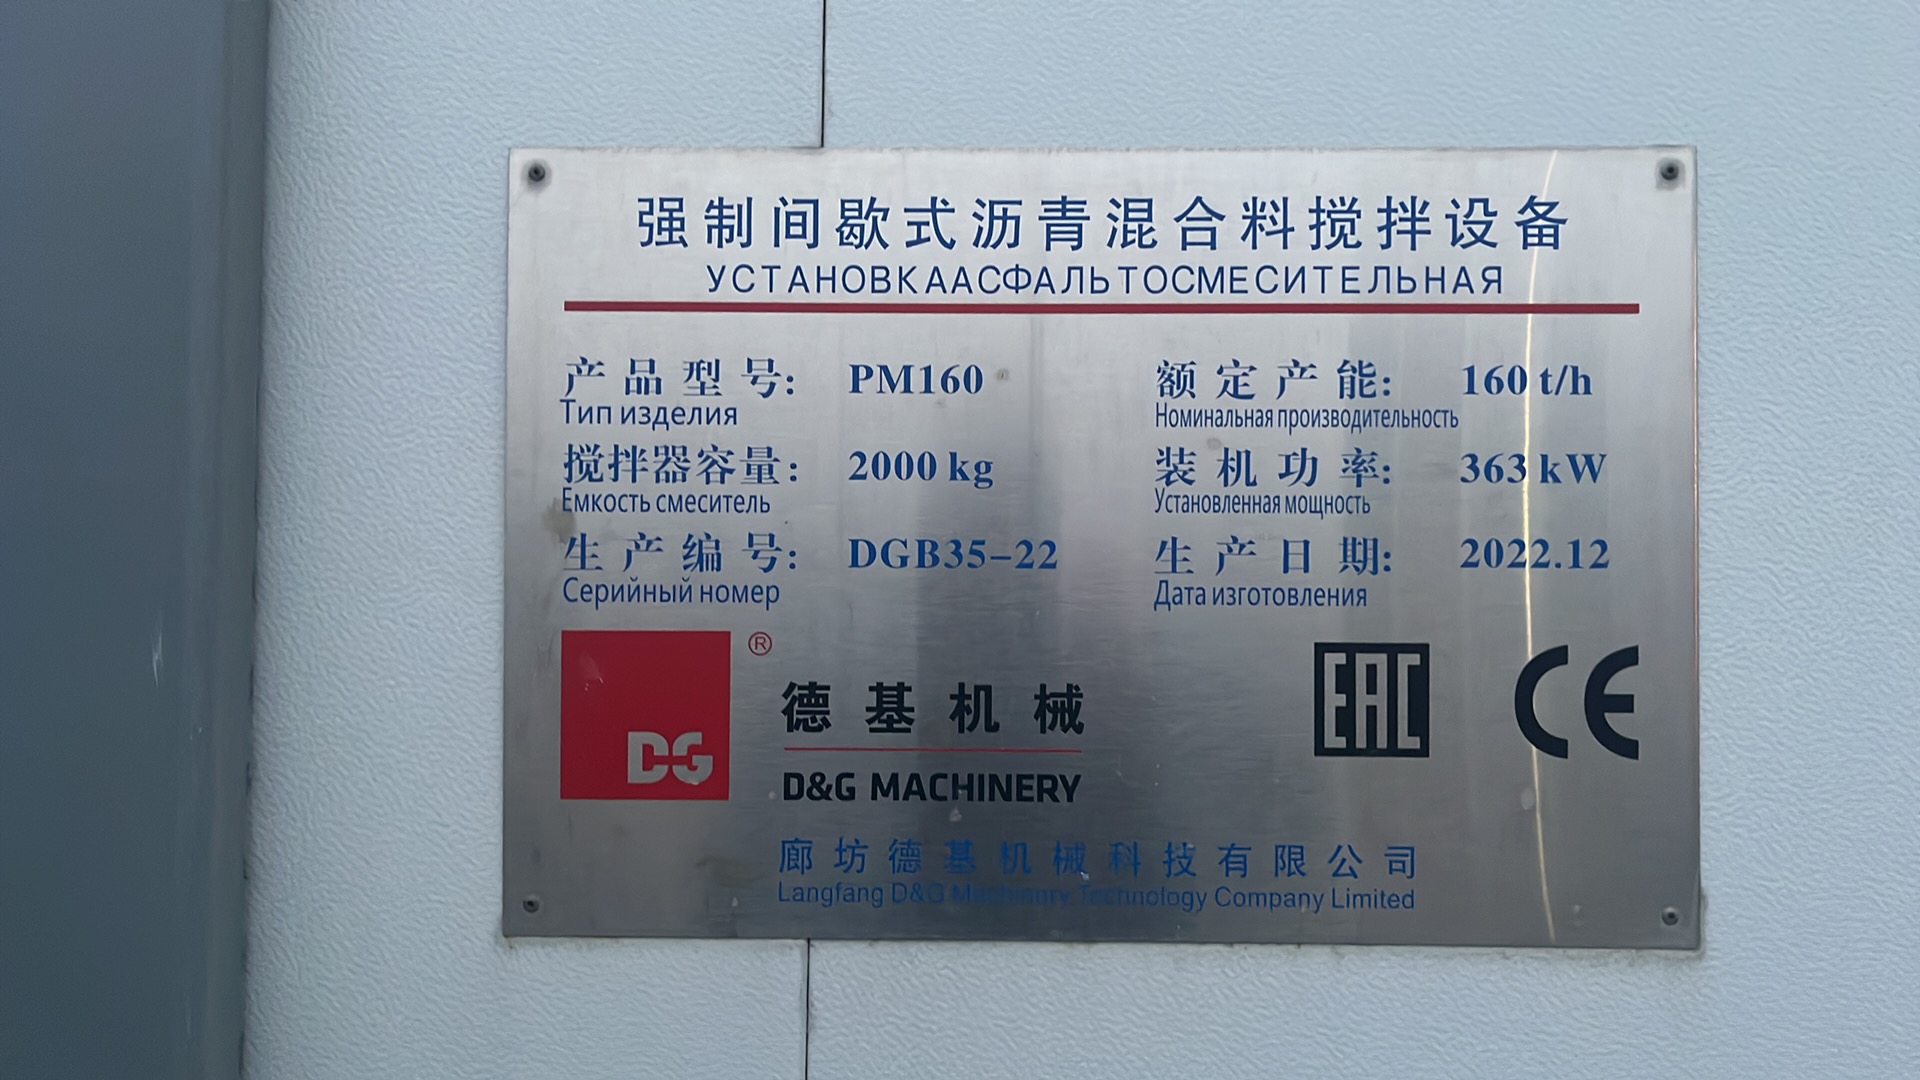 强制间歇式沥青混合料搅拌设备
УСТАНОВКААСФАЛЬТОСМЕСИТЕЛЬНАЯ
产品型号: PM160
Тип изделия
额定产能: 160 t/h
Номинальная производительность
搅拌器容量: 2000 kg
Емкость смеситель
装机功率: 363 kW
Установленная мощность
生产编号: DGB35-22
Серийный номер
生产日期: 2022.12
Дата изготовления
DG ®
德基机械
D&G MACHINERY
EAC CE
廊坊德基机械科技有限公司
Langfang D&G Machinery Technology Company Limited